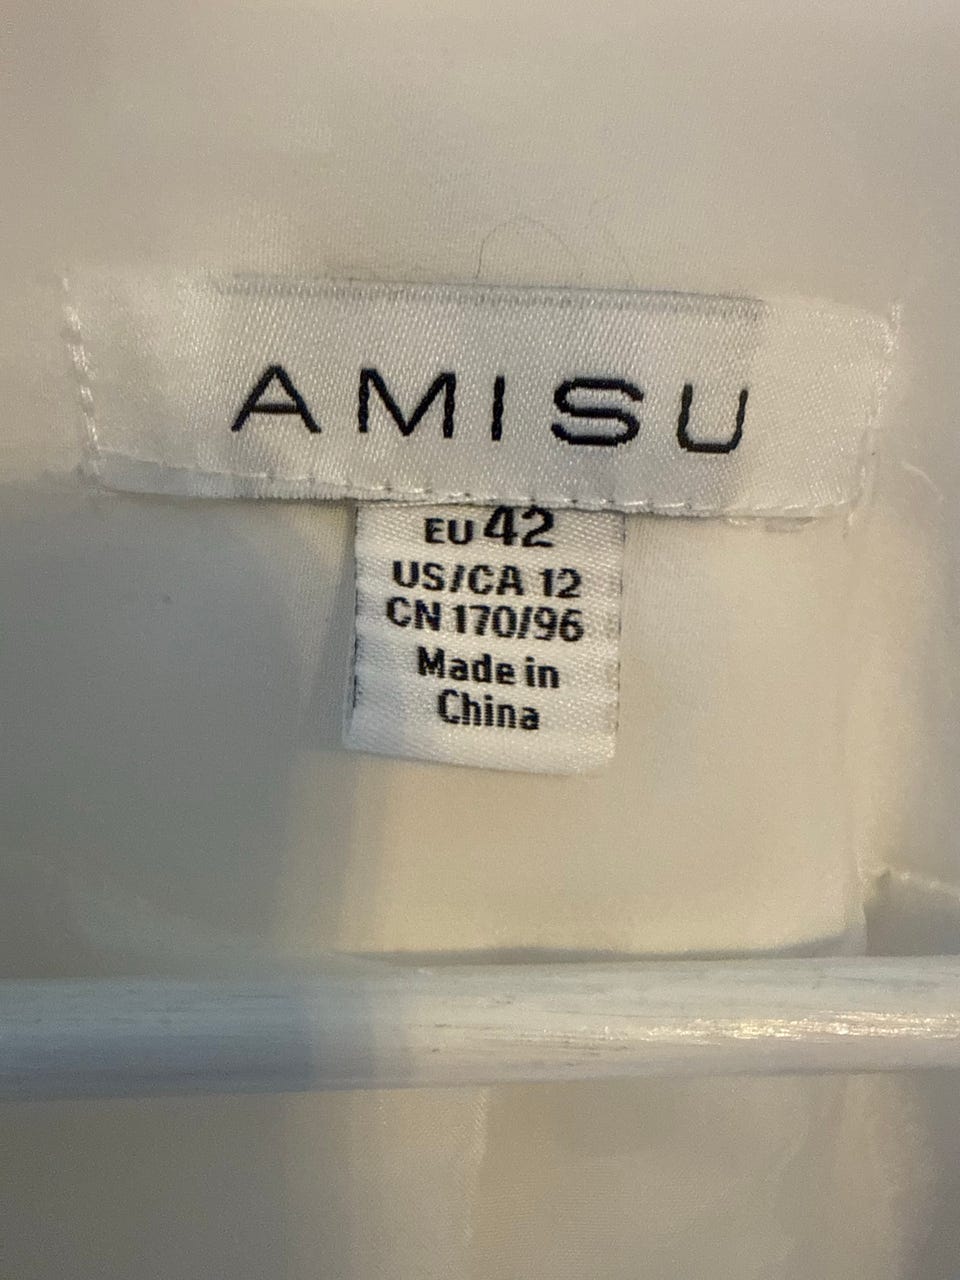 AMISU
EU 42
US/CA 12
CN 170/96
Made in
China